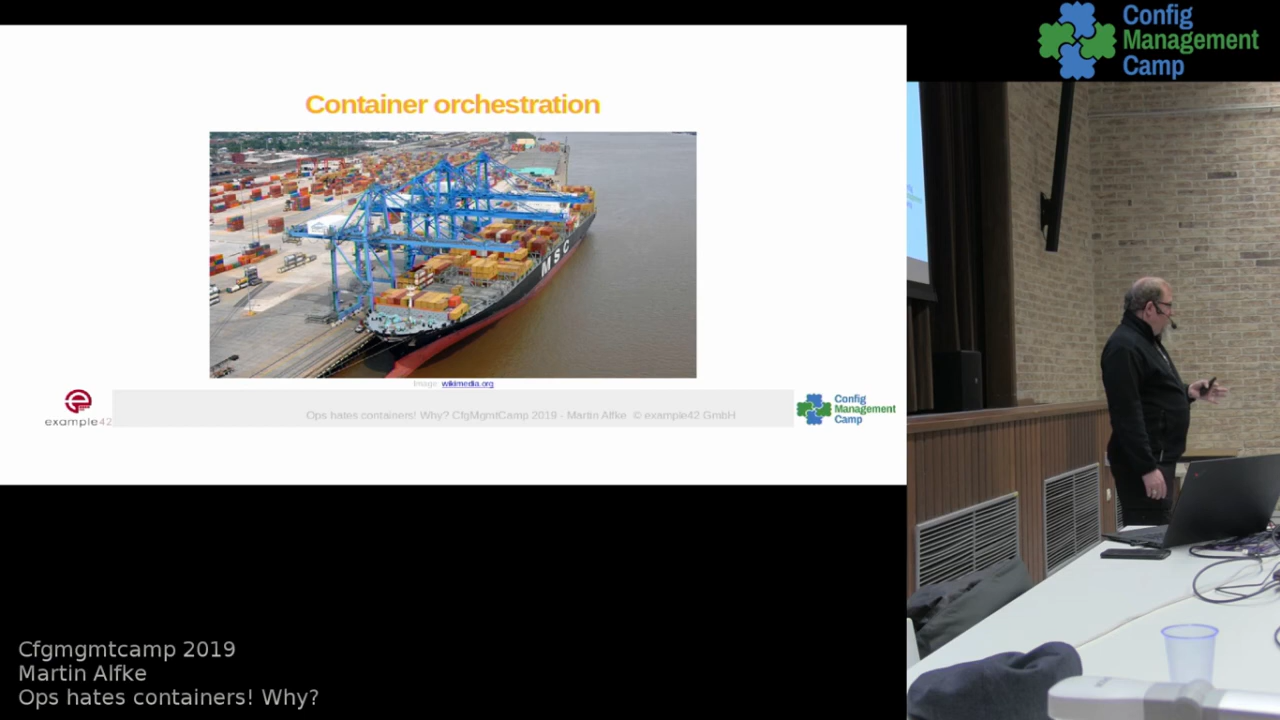 Config
Management
Camp
Container orchestration
MSC
Image: wikimedia.org
example42
Ops hates containers! Why? CfgMgmtCamp 2019 - Martin Alfke © example42 GmbH
Config
Management
Camp
Cfgmgmtcamp 2019
Martin Alfke
Ops hates containers! Why?